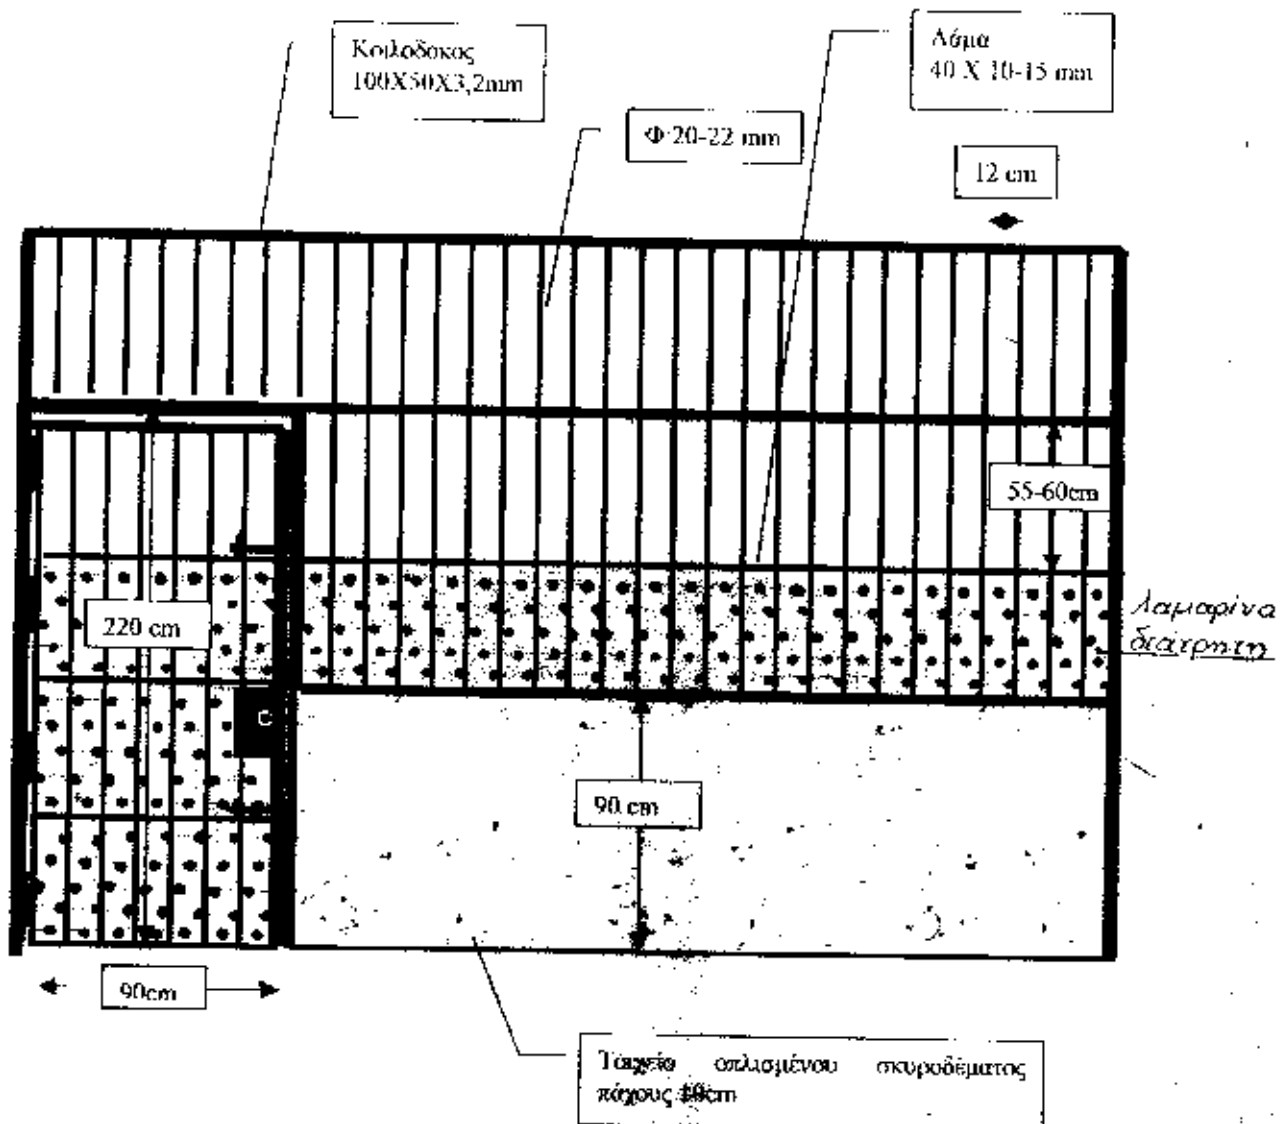 Κοιλοδοκος
100X50X3,2mm
Λάμα
40 X 10-15 mm
Φ 20-22 mm
12 cm
55-60cm
220 cm
λαμαρίνα
διάτρητη
90 cm
90cm
Τοιχείο οπλισμένου σκυροδέματος
πάχους